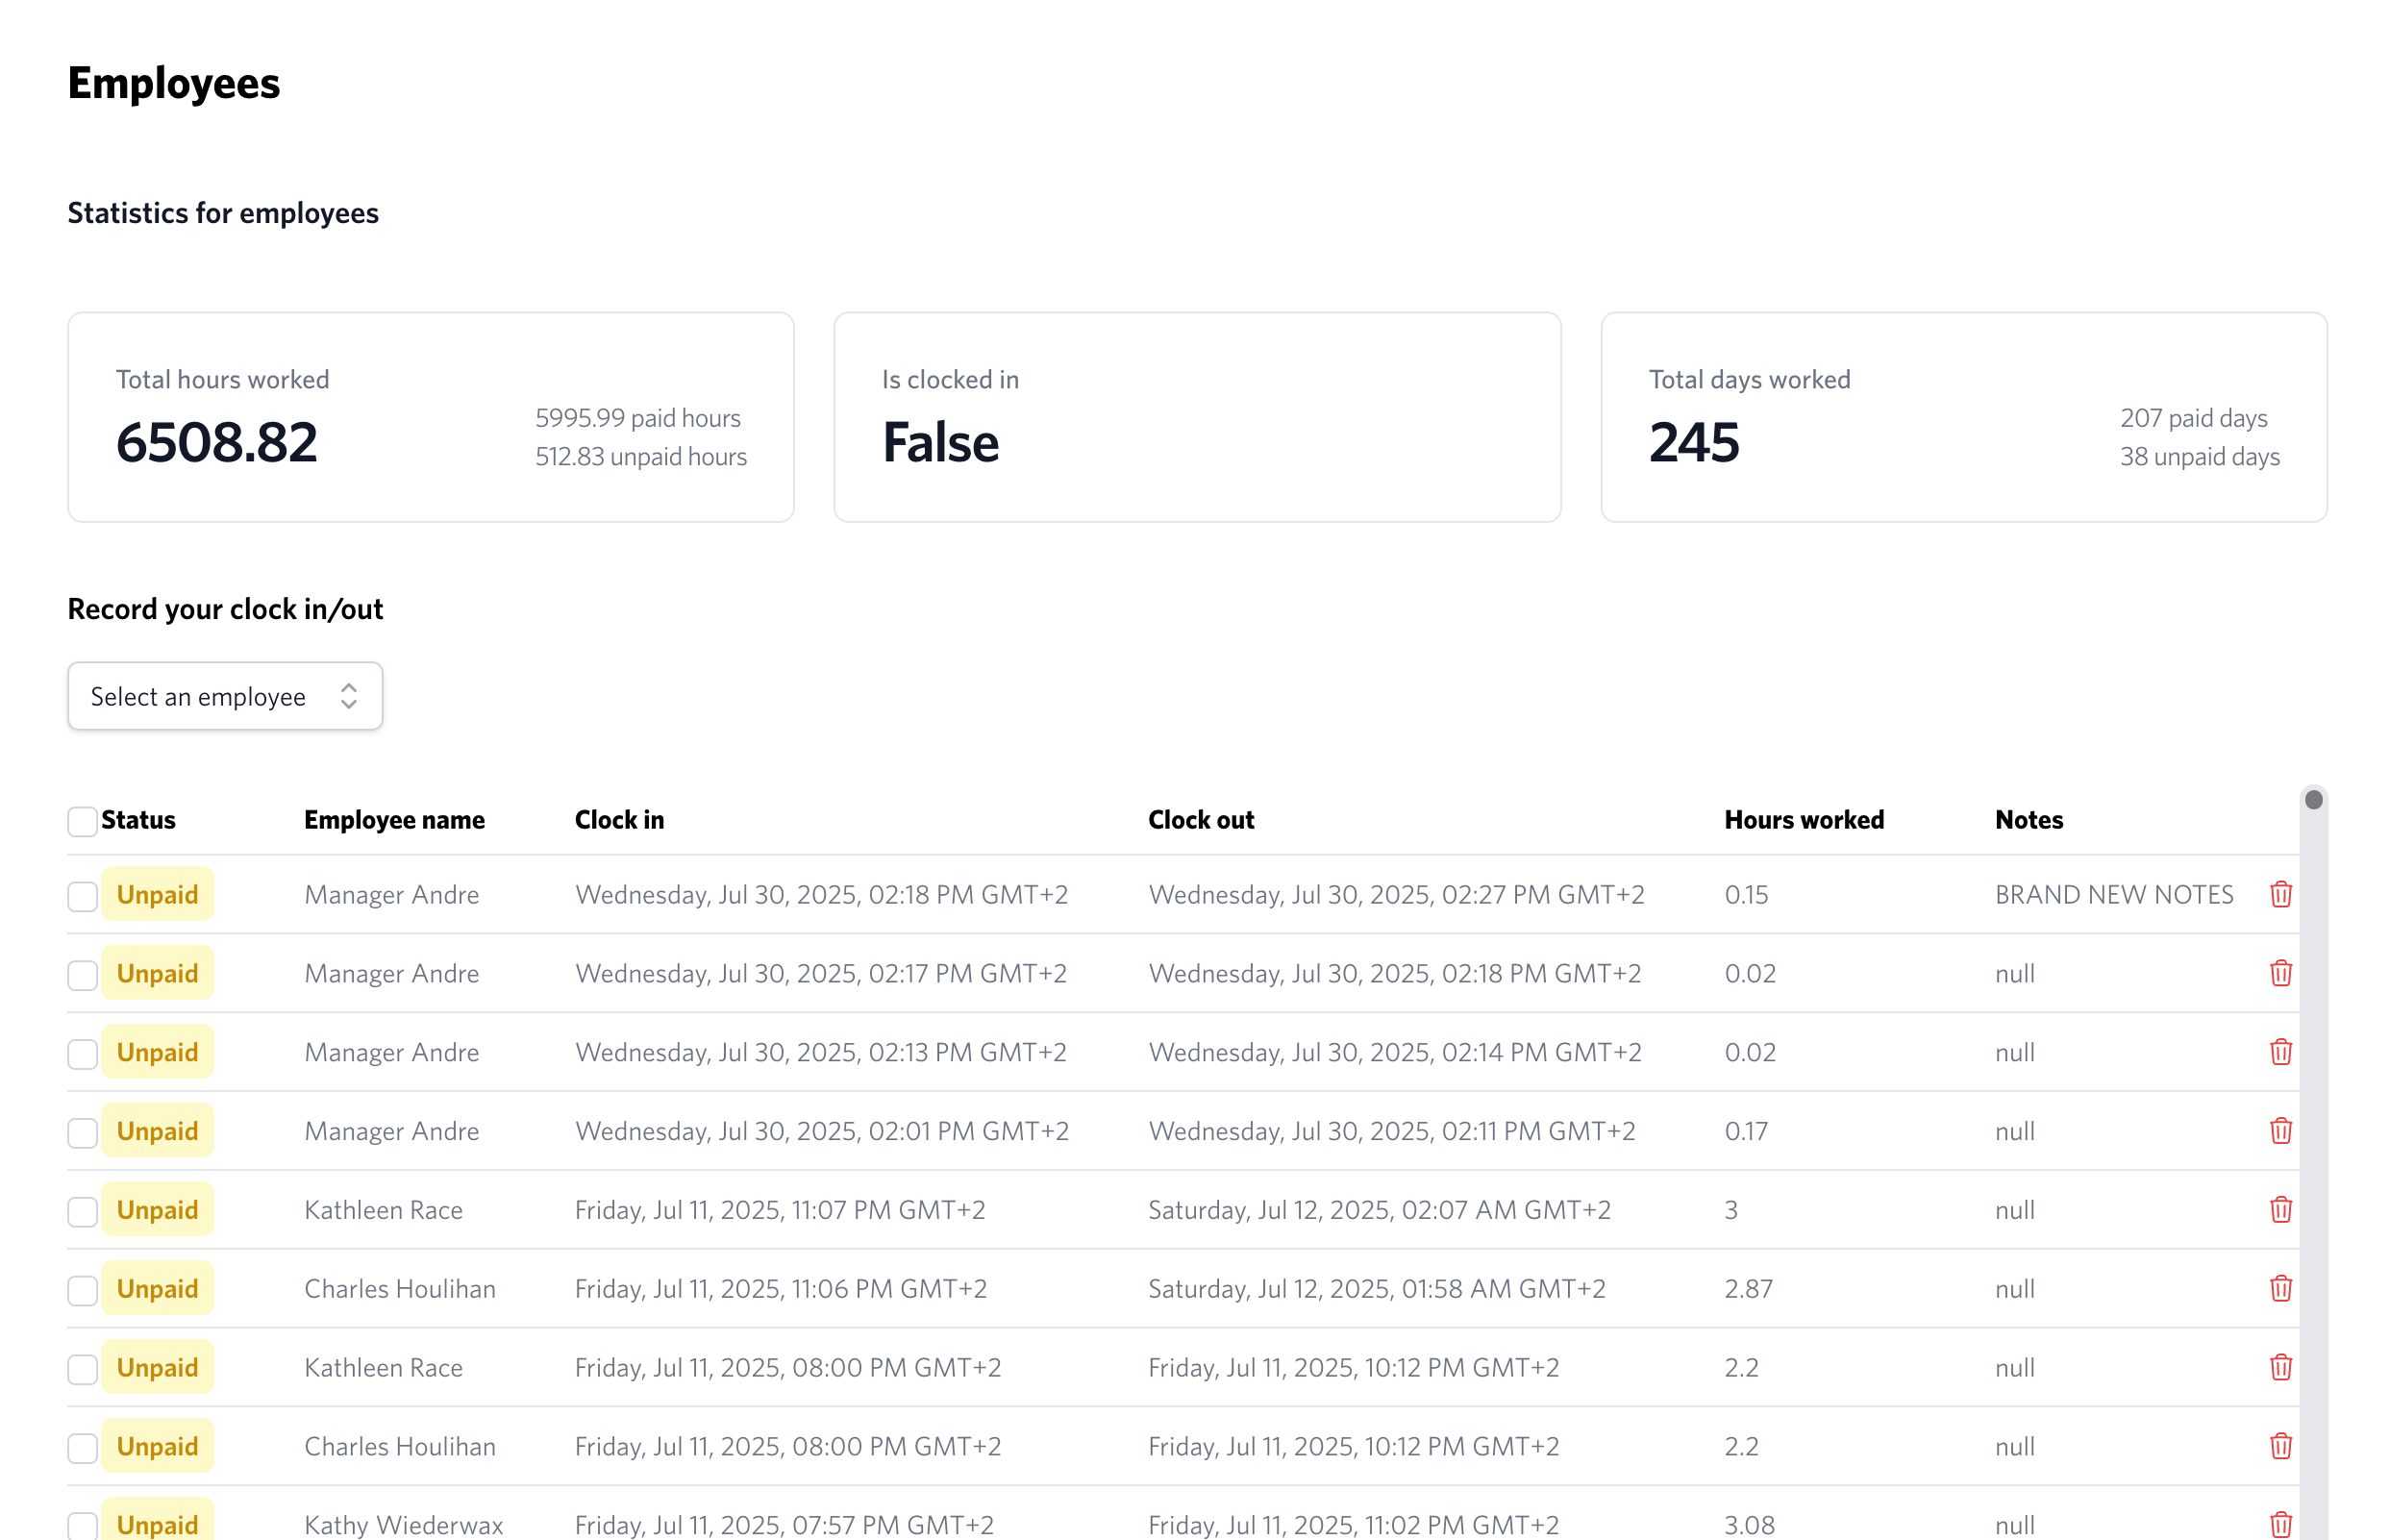 Employees
Statistics for employees
Total hours worked
6508.82
5995.99 paid hours
512.83 unpaid hours
Is clocked in
False
Total days worked
245
207 paid days
38 unpaid days
Record your clock in/out
Select an employee
Status Employee name Clock in Clock out Hours worked Notes
Unpaid Manager Andre Wednesday, Jul 30, 2025, 02:18 PM GMT+2 Wednesday, Jul 30, 2025, 02:27 PM GMT+2 0.15 BRAND NEW NOTES
Unpaid Manager Andre Wednesday, Jul 30, 2025, 02:17 PM GMT+2 Wednesday, Jul 30, 2025, 02:18 PM GMT+2 0.02 null
Unpaid Manager Andre Wednesday, Jul 30, 2025, 02:13 PM GMT+2 Wednesday, Jul 30, 2025, 02:14 PM GMT+2 0.02 null
Unpaid Manager Andre Wednesday, Jul 30, 2025, 02:01 PM GMT+2 Wednesday, Jul 30, 2025, 02:11 PM GMT+2 0.17 null
Unpaid Kathleen Race Friday, Jul 11, 2025, 11:07 PM GMT+2 Saturday, Jul 12, 2025, 02:07 AM GMT+2 3 null
Unpaid Charles Houlihan Friday, Jul 11, 2025, 11:06 PM GMT+2 Saturday, Jul 12, 2025, 01:58 AM GMT+2 2.87 null
Unpaid Kathleen Race Friday, Jul 11, 2025, 08:00 PM GMT+2 Friday, Jul 11, 2025, 10:12 PM GMT+2 2.2 null
Unpaid Charles Houlihan Friday, Jul 11, 2025, 08:00 PM GMT+2 Friday, Jul 11, 2025, 10:12 PM GMT+2 2.2 null
Unpaid Kathy Wiederwax Friday, Jul 11, 2025, 07:57 PM GMT+2 Friday, Jul 11, 2025, 11:02 PM GMT+2 3.08 null